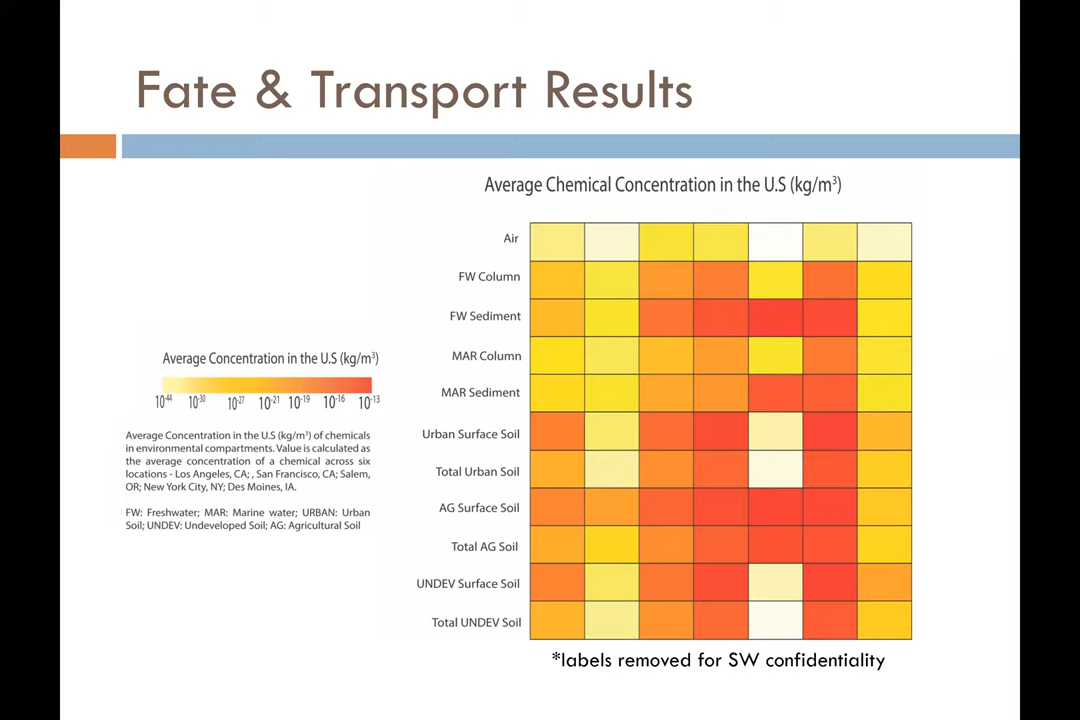 Fate & Transport Results
Average Chemical Concentration in the U.S (kg/m³)
Air
FW Column
FW Sediment
MAR Column
MAR Sediment
Urban Surface Soil
Total Urban Soil
AG Surface Soil
Total AG Soil
UNDEV Surface Soil
Total UNDEV Soil
Average Concentration in the U.S (kg/m³)
10⁻⁴⁴ 10⁻³⁰ 10⁻²⁷ 10⁻²¹ 10⁻¹⁹ 10⁻¹⁶ 10⁻¹³
Average Concentration in the U.S (kg/m³) of chemicals
in environmental compartments. Value is calculated as
the average concentration of a chemical across six
locations - Los Angeles, CA; , San Francisco, CA; Salem,
OR; New York City, NY; Des Moines, IA.
FW: Freshwater; MAR: Marine water; URBAN: Urban
Soil; UNDEV: Undeveloped Soil; AG: Agricultural Soil
*labels removed for SW confidentiality